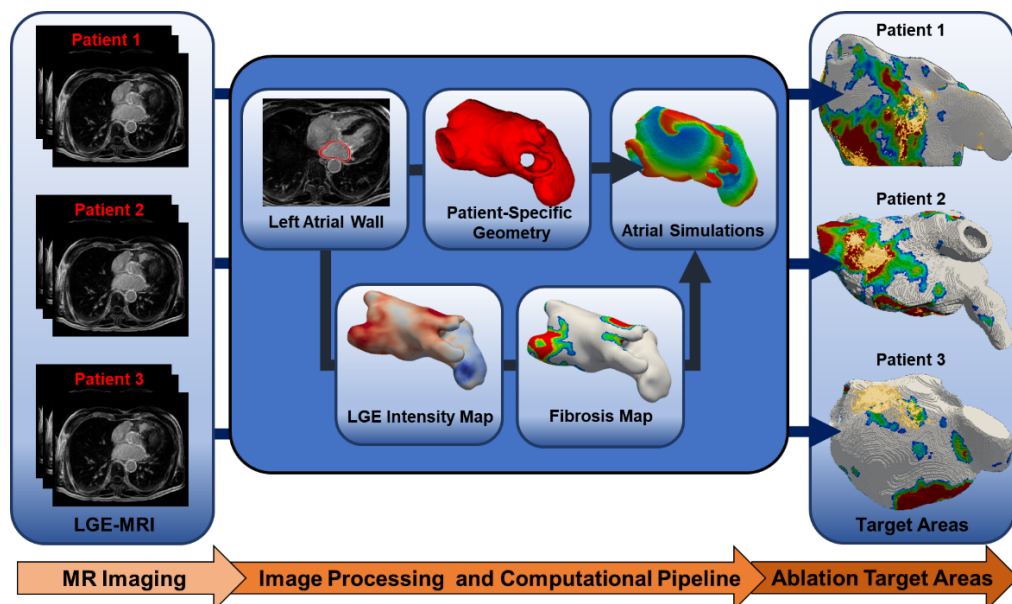 Patient 1
Patient 2
Patient 3
LGE-MRI
Left Atrial Wall
Patient-Specific
Geometry
Atrial Simulations
LGE Intensity Map
Fibrosis Map
Patient 1
Patient 2
Patient 3
Target Areas
MR Imaging
Image Processing and Computational Pipeline
Ablation Target Areas